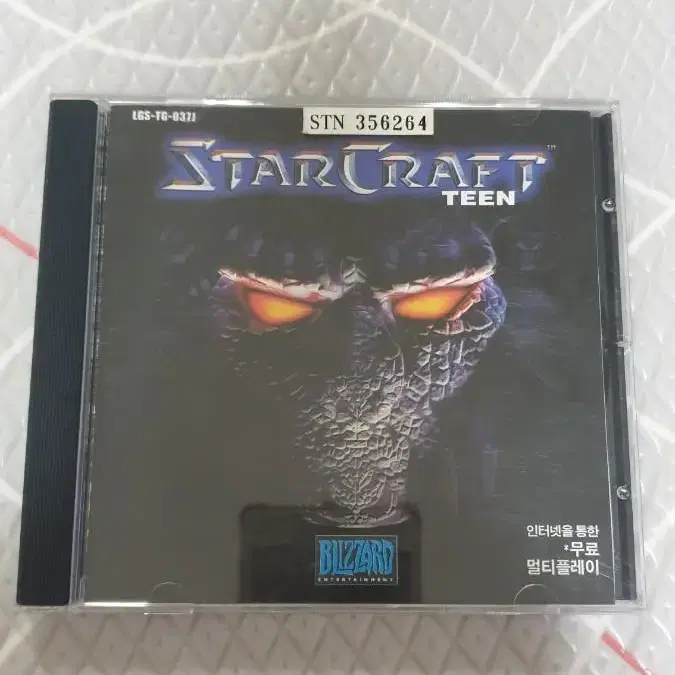 LGS-TG-037J
STN 356264
STARCRAFT™
TEEN
BLIZZARD
ENTERTAINMENT
인터넷을 통한
*무료
멀티플레이